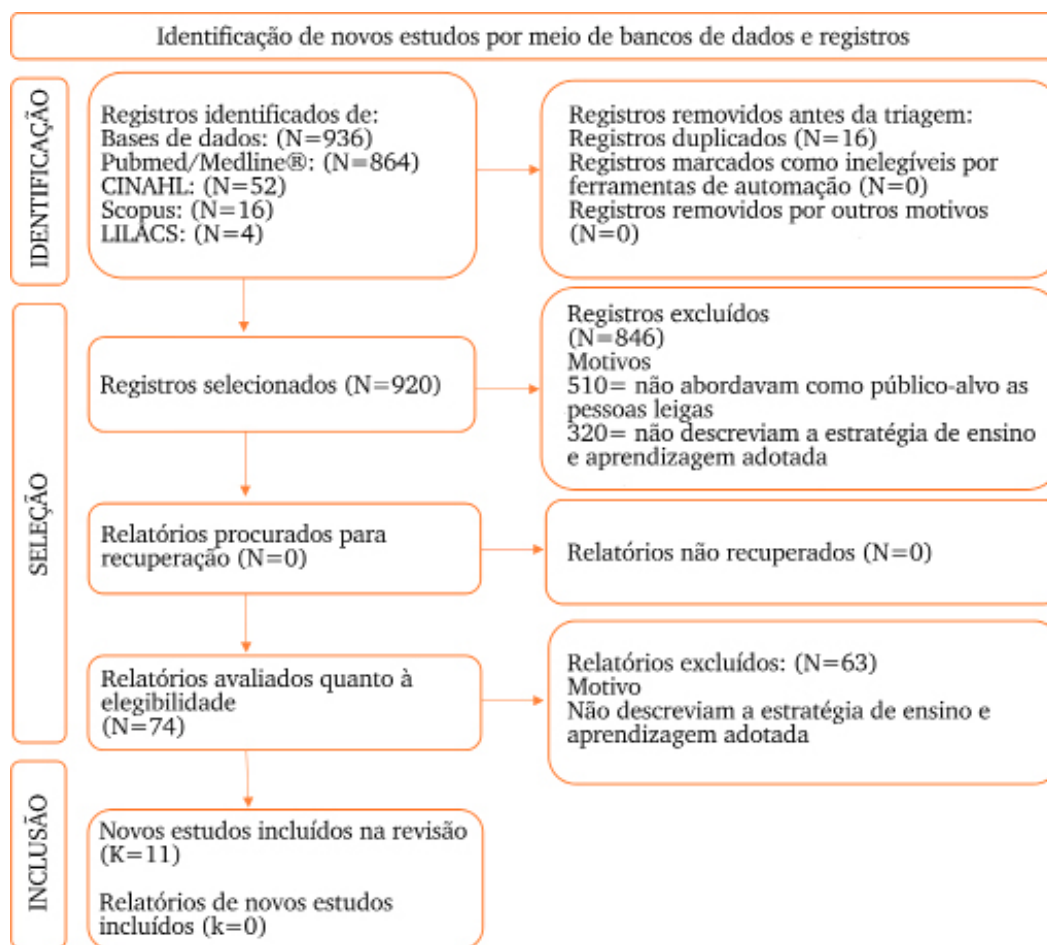 Identificação de novos estudos por meio de bancos de dados e registros
IDENTIFICAÇÃO
Registros identificados de:
Bases de dados: (N=936)
Pubmed/Medline®: (N=864)
CINAHL: (N=52)
Scopus: (N=16)
LILACS: (N=4)
Registros removidos antes da triagem:
Registros duplicados (N=16)
Registros marcados como inelegíveis por
ferramentas de automação (N=0)
Registros removidos por outros motivos
(N=0)
SELEÇÃO
Registros selecionados (N=920)
Registros excluídos
(N=846)
Motivos
510= não abordavam como público-alvo as
pessoas leigas
320= não descreviam a estratégia de ensino
e aprendizagem adotada
Relatórios procurados para
recuperação (N=0)
Relatórios não recuperados (N=0)
Relatórios avaliados quanto à
elegibilidade
(N=74)
Relatórios excluídos: (N=63)
Motivo
Não descreviam a estratégia de ensino e
aprendizagem adotada
INCLUSÃO
Novos estudos incluídos na revisão
(K=11)
Relatórios de novos estudos
incluídos (k=0)